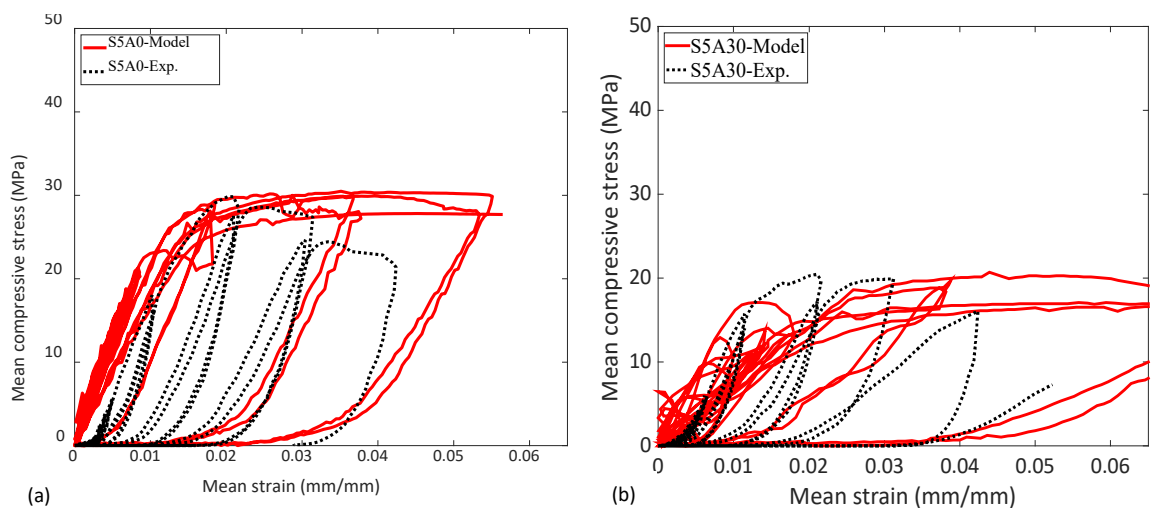 50
40
30
20
10
0
Mean compressive stress (MPa)
S5A0-Model
S5A0-Exp.
0
0.01
0.02
0.03
0.04
0.05
0.06
Mean strain (mm/mm)
(a)
50
40
30
20
10
0
Mean compressive stress (MPa)
S5A30-Model
S5A30-Exp.
0
0.01
0.02
0.03
0.04
0.05
0.06
Mean strain (mm/mm)
(b)